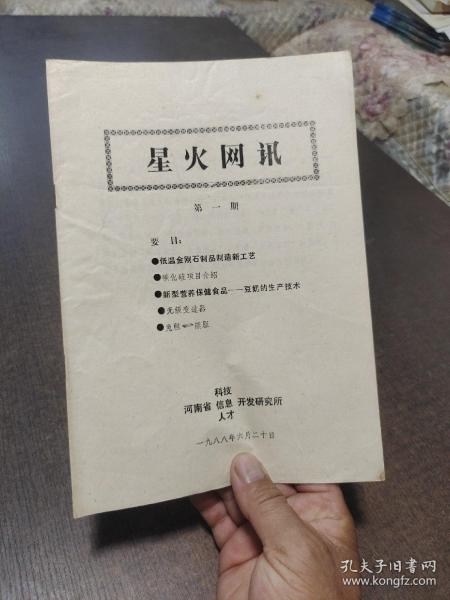 星火网讯
第一期
要目：
●低温金刚石制品制造新工艺
●碳化硅项目介绍
●新型营养保健食品——豆奶的生产技术
●无级变速器
科技
河南省 信息 开发研究所
人才
一九八八年六月二十日
孔夫子旧书网
www.kongfz.com